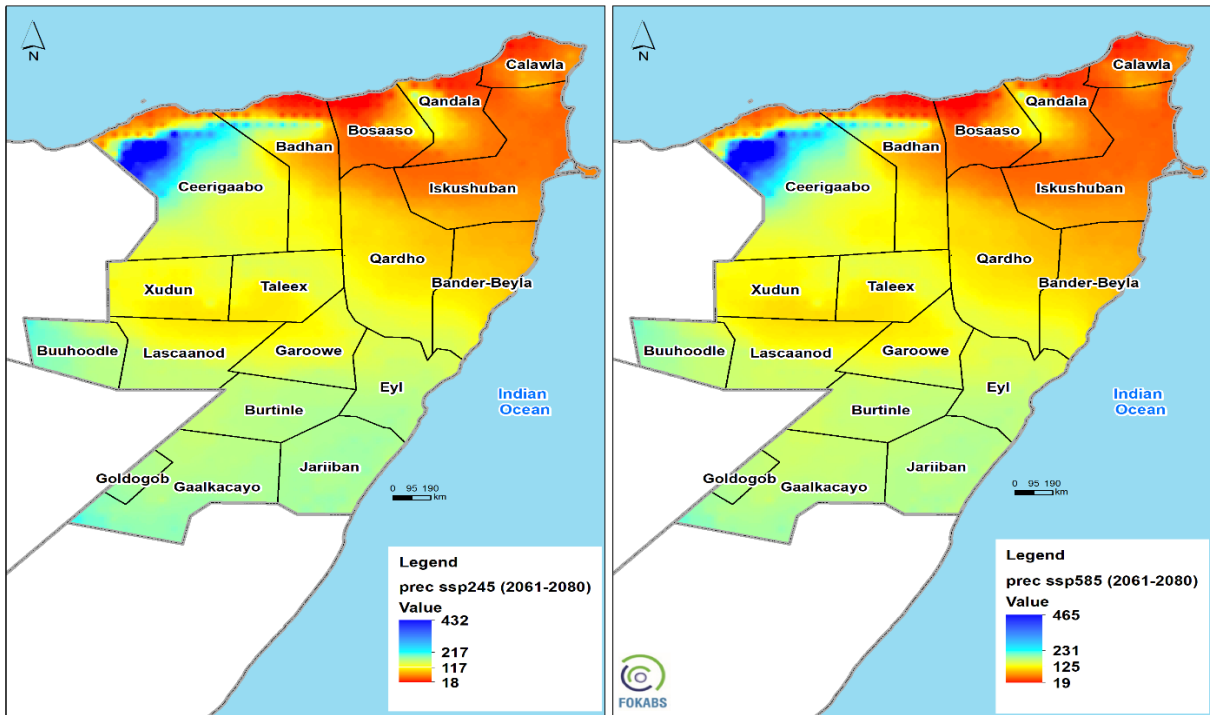 N
Calawla
Qandala
Bosaaso
Badhan
Ceerigaabo
Iskushuban
Qardho
Bander-Beyla
Xudun
Taleex
Buuhoodle
Lascaanod
Garoowe
Eyl
Burtinle
Indian
Ocean
Jariiban
Goldogob
Gaalkacayo
0 95 190
km
Legend
prec ssp245 (2061-2080)
Value
432
217
117
18
N
Calawla
Qandala
Bosaaso
Badhan
Ceerigaabo
Iskushuban
Qardho
Bander-Beyla
Xudun
Taleex
Buuhoodle
Lascaanod
Garoowe
Eyl
Burtinle
Indian
Ocean
Jariiban
Goldogob
Gaalkacayo
0 95 190
km
Legend
prec ssp585 (2061-2080)
Value
465
231
125
19
FOKABS